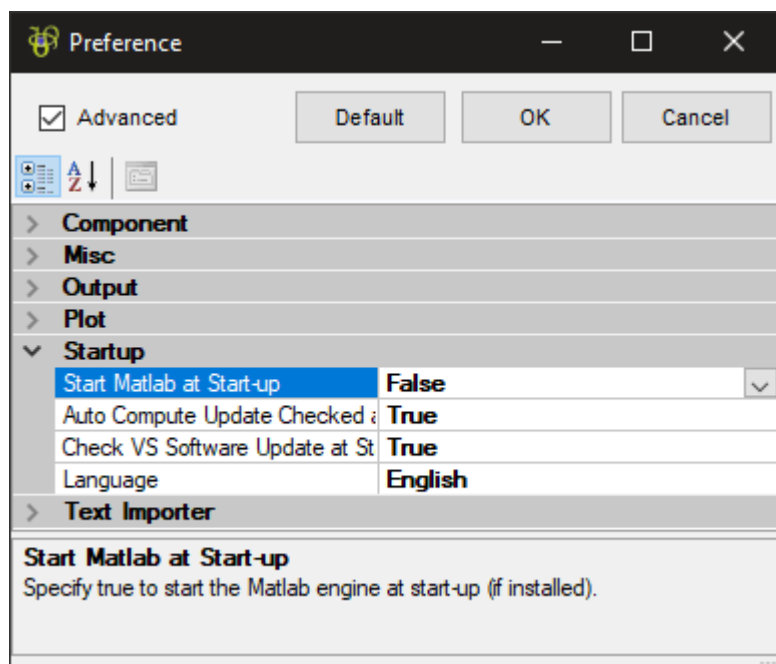 Preference
Advanced
Default
OK
Cancel
Component
Misc
Output
Plot
Startup
Start Matlab at Start-up False
Auto Compute Update Checked True
Check VS Software Update at St True
Language English
Text Importer
Start Matlab at Start-up
Specify true to start the Matlab engine at start-up (if installed).